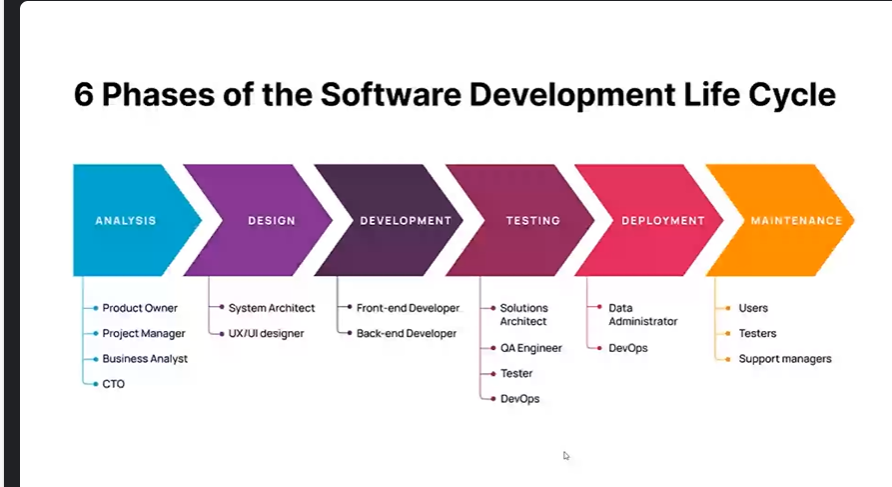 6 Phases of the Software Development Life Cycle
ANALYSIS
DESIGN
DEVELOPMENT
TESTING
DEPLOYMENT
MAINTENANCE
Product Owner
Project Manager
Business Analyst
CTO
System Architect
UX/UI designer
Front-end Developer
Back-end Developer
Solutions
Architect
QA Engineer
Tester
DevOps
Data
Administrator
DevOps
Users
Testers
Support managers